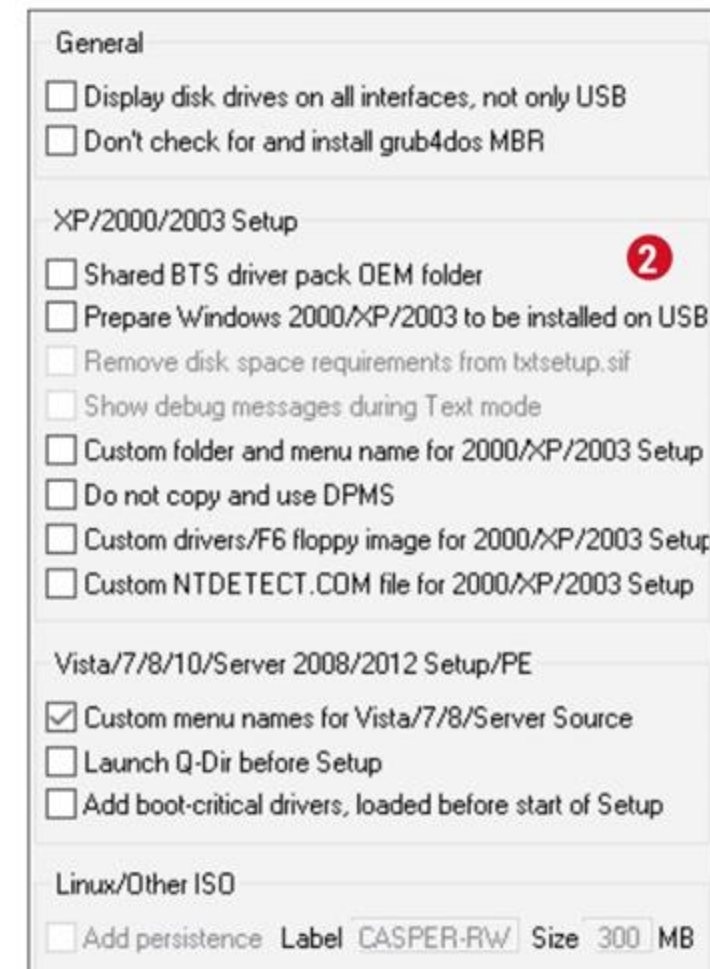 General
Display disk drives on all interfaces, not only USB
Don't check for and install grub4dos MBR
XP/2000/2003 Setup
2
Shared BTS driver pack OEM folder
Prepare Windows 2000/XP/2003 to be installed on USB
Remove disk space requirements from txtsetup.sif
Show debug messages during Text mode
Custom folder and menu name for 2000/XP/2003 Setup
Do not copy and use DPMS
Custom drivers/F6 floppy image for 2000/XP/2003 Setup
Custom NTDETECT.COM file for 2000/XP/2003 Setup
Vista/7/8/10/Server 2008/2012 Setup/PE
Custom menu names for Vista/7/8/Server Source
Launch Q-Dir before Setup
Add boot-critical drivers, loaded before start of Setup
Linux/Other ISO
Add persistence Label CASPER-RW Size 300 MB